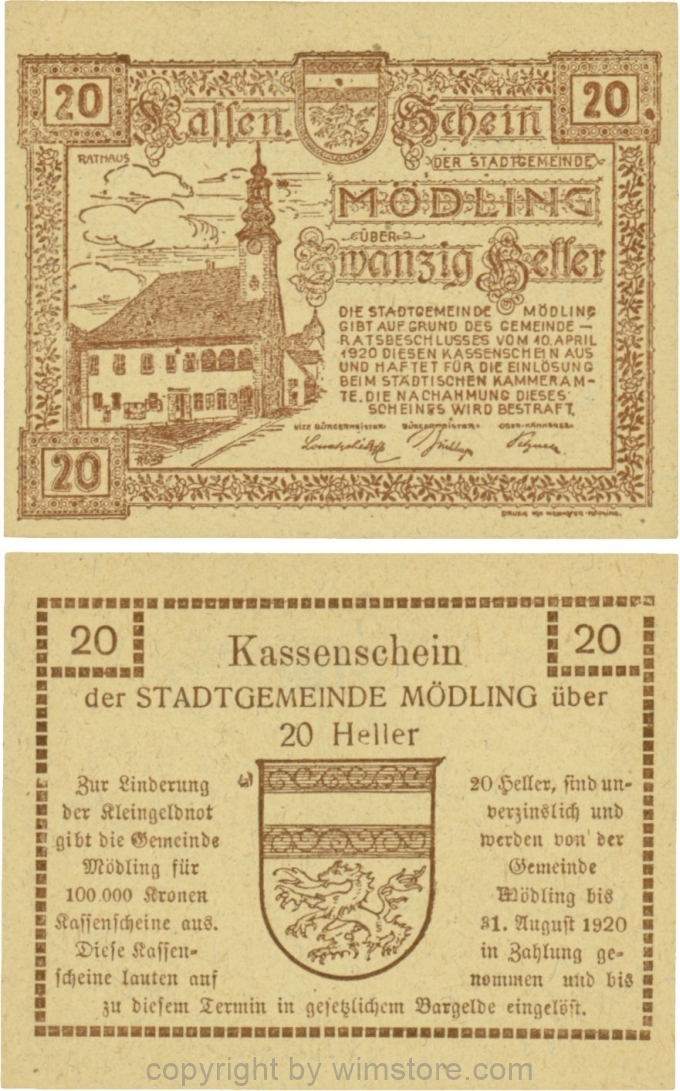 20
Kassen. Schein
20
RATHAUS
DER STADTGEMEINDE
MÖDLING
ÜBER
Zwanzig Heller
DIE STADTGEMEINDE MÖDLING
GIBT AUF GRUND DES GEMEINDE —
RATSBESCHLUSSES VOM 10. APRIL
1920 DIESEN KASSENSCHEIN AUS
UND HAFTET FÜR DIE EINLÖSUNG
BEIM STÄDTISCHEN KAMMERAM-
TE. DIE NACHAHMUNG DIESES
SCHEINES WIRD BESTRAFT.
VICE BÜRGERMEISTER: BÜRGERMEISTER: OBER-KÄMMERER:
20
20
20
Kassenschein
der STADTGEMEINDE MÖDLING über
20 Heller
Zur Linderung
der Kleingeldnot
gibt die Gemeinde
Mödling für
100.000 Kronen
Kassenscheine aus.
Diese Kassen-
scheine lauten auf
20 Heller, sind un-
verzinslich und
werden von der
Gemeinde
Mödling bis
31. August 1920
in Zahlung ge-
nommen und bis
zu diesem Termin in gesetzlichem Bargelde eingelöst.
copyright by wimstore.com